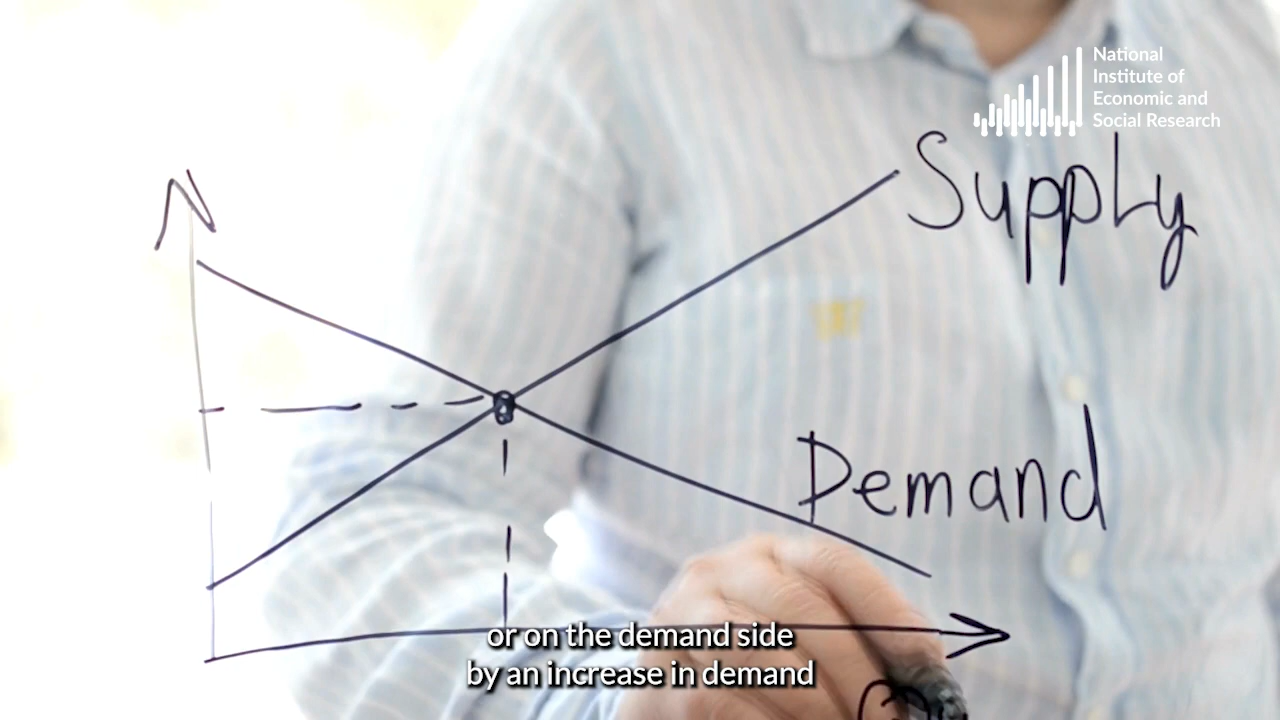 National
Institute of
Economic and
Social Research
Supply
Demand
or on the demand side
by an increase in demand